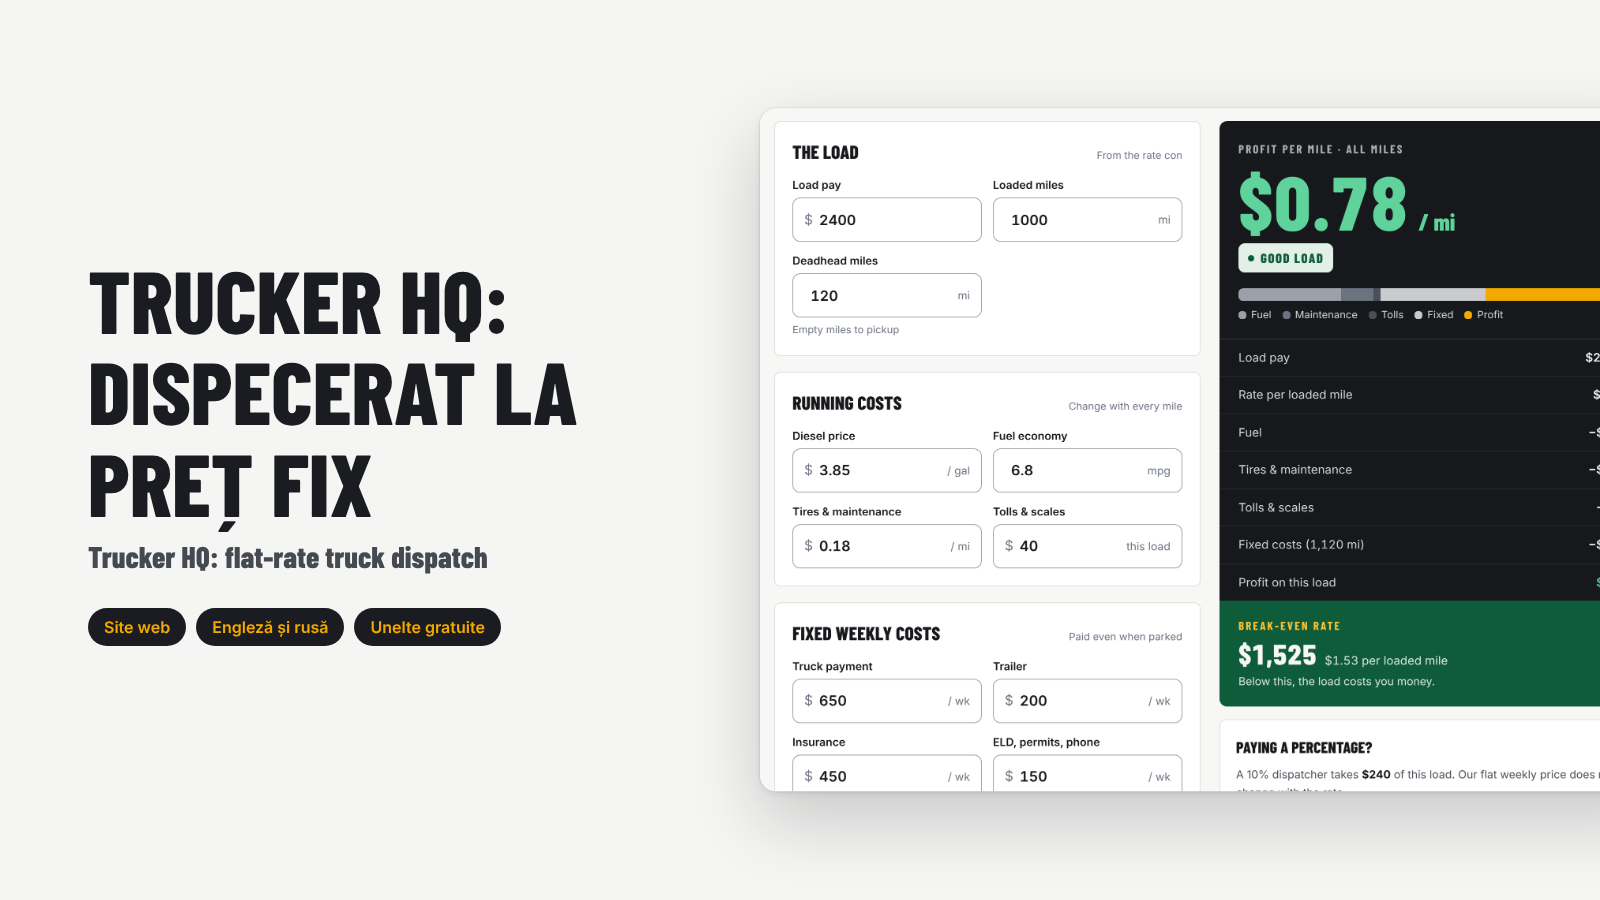 TRUCKER HQ:
DISPECERAT LA
PREȚ FIX
Trucker HQ: flat-rate truck dispatch
Site web
Engleză și rusă
Unelte gratuite
THE LOAD
From the rate con
Load pay
Loaded miles
$ 2400
1000 mi
Deadhead miles
120 mi
Empty miles to pickup
RUNNING COSTS
Change with every mile
Diesel price
Fuel economy
$ 3.85 / gal
6.8 mpg
Tires & maintenance
Tolls & scales
$ 0.18 / mi
$ 40 this load
FIXED WEEKLY COSTS
Paid even when parked
Truck payment
Trailer
$ 650 / wk
$ 200 / wk
Insurance
ELD, permits, phone
$ 450 / wk
$ 150 / wk
PROFIT PER MILE · ALL MILES
$0.78 / mi
GOOD LOAD
Fuel Maintenance Tolls Fixed Profit
Load pay
Rate per loaded mile
Fuel
Tires & maintenance
Tolls & scales
Fixed costs (1,120 mi)
Profit on this load
BREAK-EVEN RATE
$1,525 $1.53 per loaded mile
Below this, the load costs you money.
PAYING A PERCENTAGE?
A 10% dispatcher takes $240 of this load. Our flat weekly price does